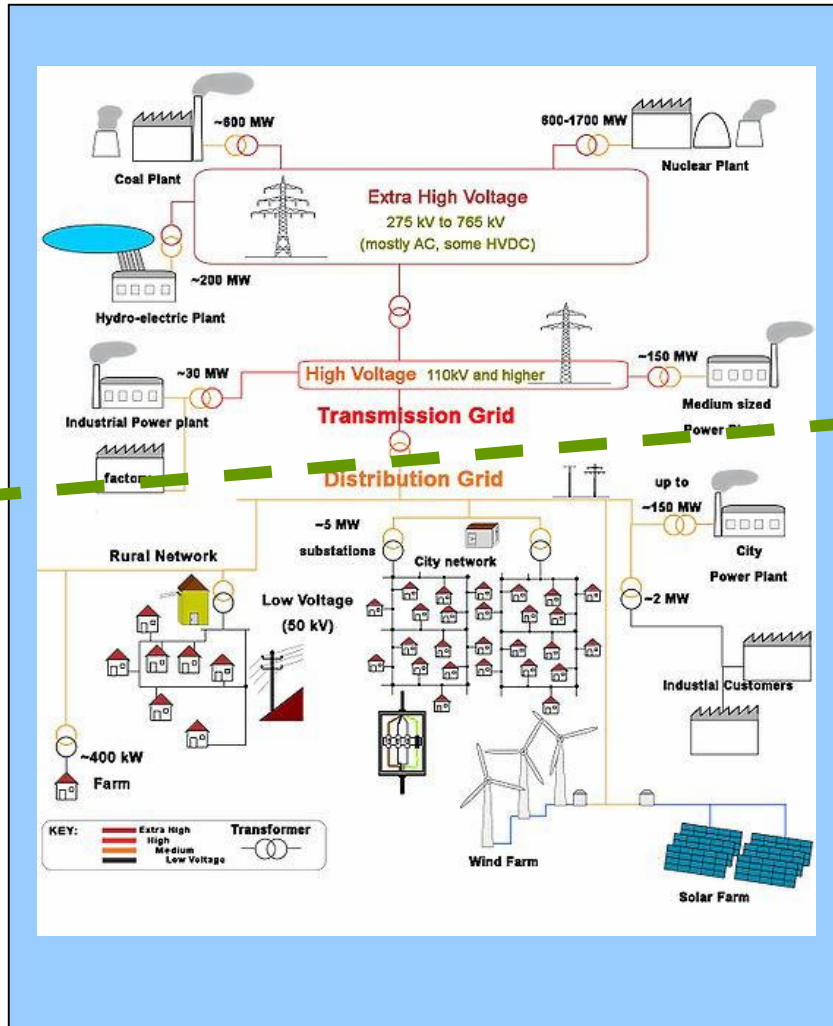 ~600 MW
600-1700 MW
Coal Plant
Nuclear Plant
Extra High Voltage
275 kV to 765 kV
(mostly AC, some HVDC)
~200 MW
Hydro-electric Plant
~30 MW
High Voltage 110kV and higher
~150 MW
Industrial Power plant
Medium sized
Power Plant
Transmission Grid
factory
Distribution Grid
up to
~150 MW
City
Power Plant
~5 MW
substations
City network
Rural Network
~2 MW
Low Voltage
(50 kV)
Industial Customers
~400 kW
Farm
KEY:
Extra High
High
Medium
Low Voltage
Transformer
Wind Farm
Solar Farm